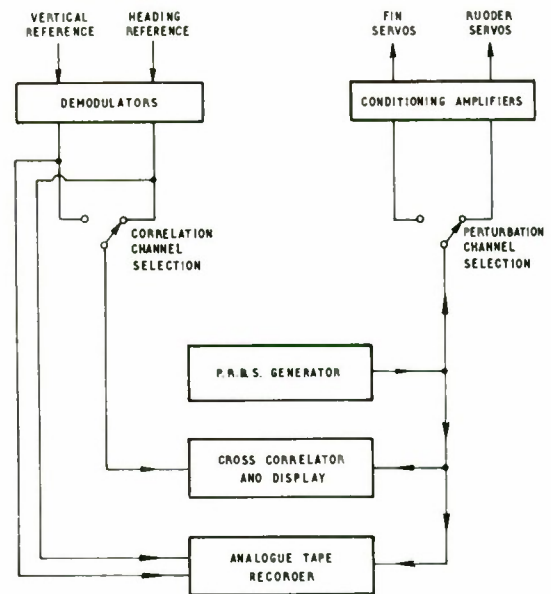 VERTICAL
REFERENCE
HEADING
REFERENCE
FIN
SERVOS
RUODER
SERVOS
DEMODULATORS
CONDITIONING AMPLIFIERS
CORRELATION
CHANNEL
SELECTION
PERTURBATION
CHANNEL
SELECTION
P.R.B.S. GENERATOR
CROSS CORRELATOR
AND DISPLAY
ANALOGUE TAPE
RECORDER